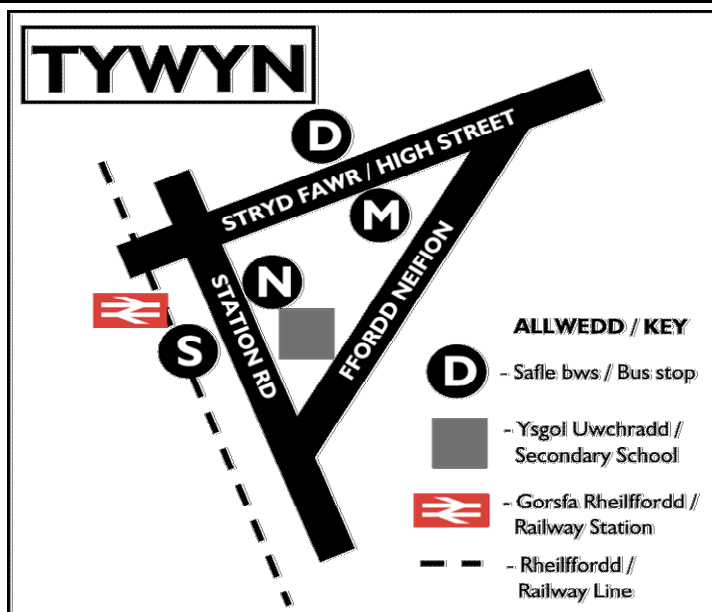 TYWYN
D
STRYD FAWR / HIGH STREET
M
N
STATION RD
FFORDD NEIFION
S
ALLWEDD / KEY
D - Safle bws / Bus stop
- Ysgol Uwchradd /
Secondary School
- Gorsfa Rheilffordd /
Railway Station
- Rheilffordd /
Railway Line